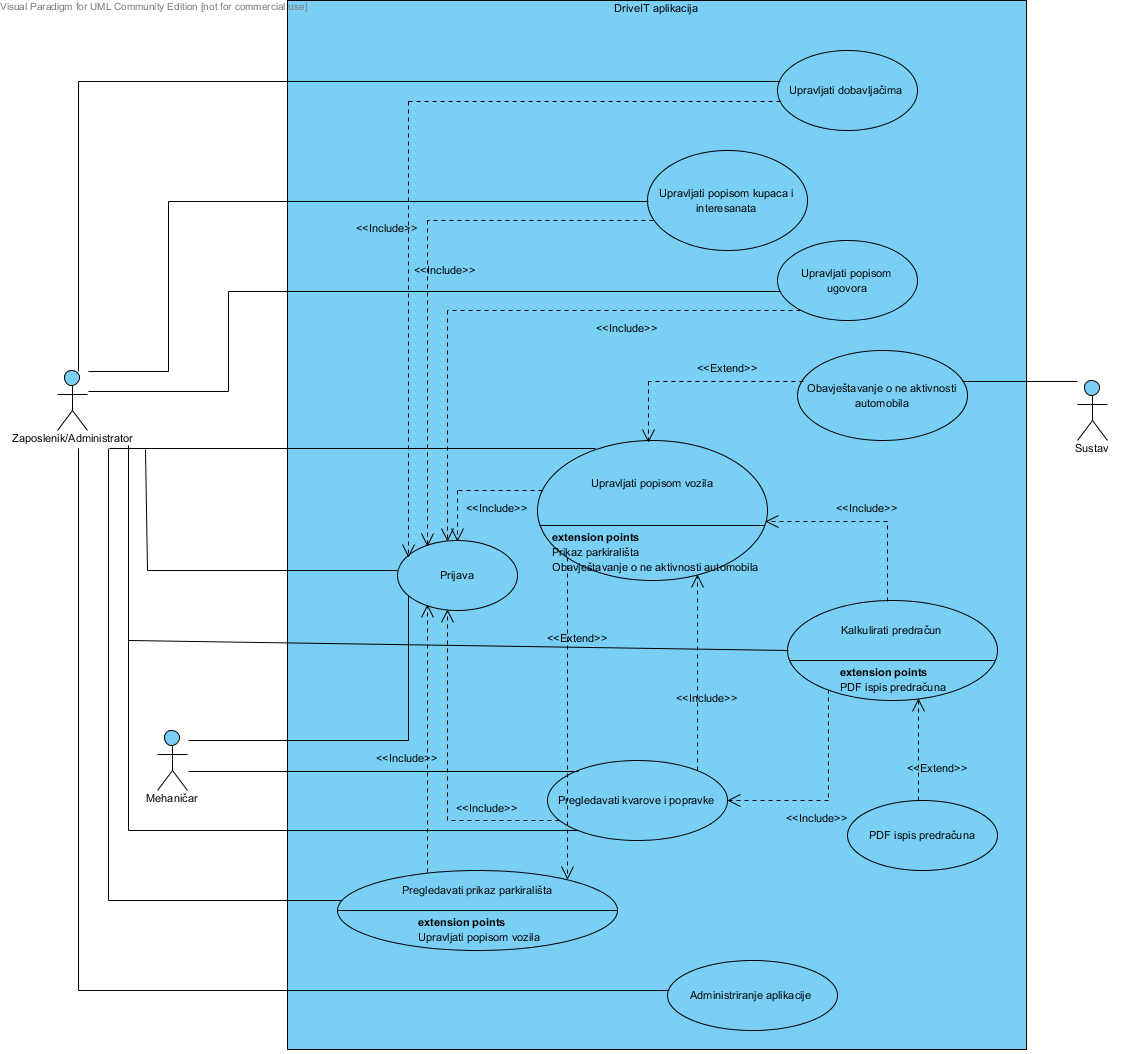 Visual Paradigm for UML Community Edition [not for commercial use]
DriveIT aplikacija
Upravljati dobavljačima
Upravljati popisom kupaca i
interesanata
<<Include>>
<<Include>>
Upravljati popisom
ugovora
<<Include>>
<<Extend>>
Obavještavanje o ne aktivnosti
automobila
Zaposlenik/Administrator
Sustav
Upravljati popisom vozila
<<Include>>
<<Include>>
extension points
Prikaz parkirališta
Obavještavanje o ne aktivnosti automobila
Prijava
<<Extend>>
Kalkulirati predračun
extension points
PDF ispis predračuna
<<Include>>
<<Include>>
<<Extend>>
Mehaničar
Pregledavati kvarove i popravke
<<Include>>
<<Include>>
PDF ispis predračuna
Pregledavati prikaz parkirališta
extension points
Upravljati popisom vozila
Administriranje aplikacije